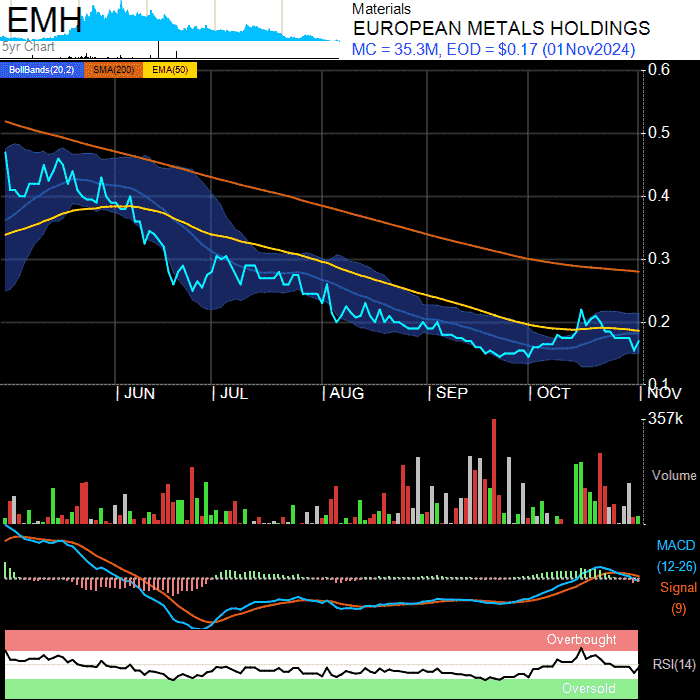 EMH
5yr Chart
Materials
EUROPEAN METALS HOLDINGS
MC = 35.3M, EOD = $0.17 (01Nov2024)
BollBands(20,2) SMA(200) EMA(50)
0.6
0.5
0.4
0.3
0.2
0.1
JUN JUL AUG SEP OCT NOV
357k
Volume
MACD
(12-26)
Signal
(9)
Overbought
RSI(14)
Oversold